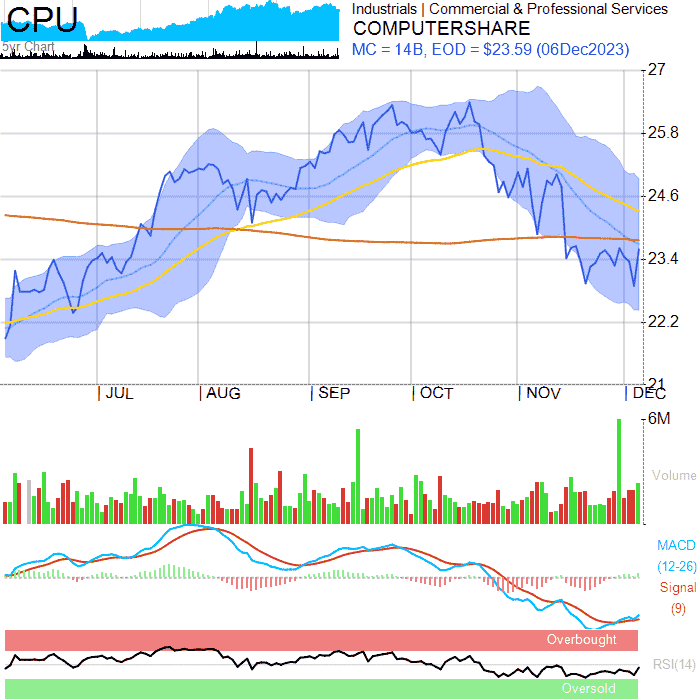 CPU
5yr Chart
Industrials | Commercial & Professional Services
COMPUTERSHARE
MC = 14B, EOD = $23.59 (06Dec2023)
27
25.8
24.6
23.4
22.2
21
| JUL | AUG | SEP | OCT | NOV | DEC
6M
Volume
MACD
(12-26)
Signal
(9)
Overbought
RSI(14)
Oversold